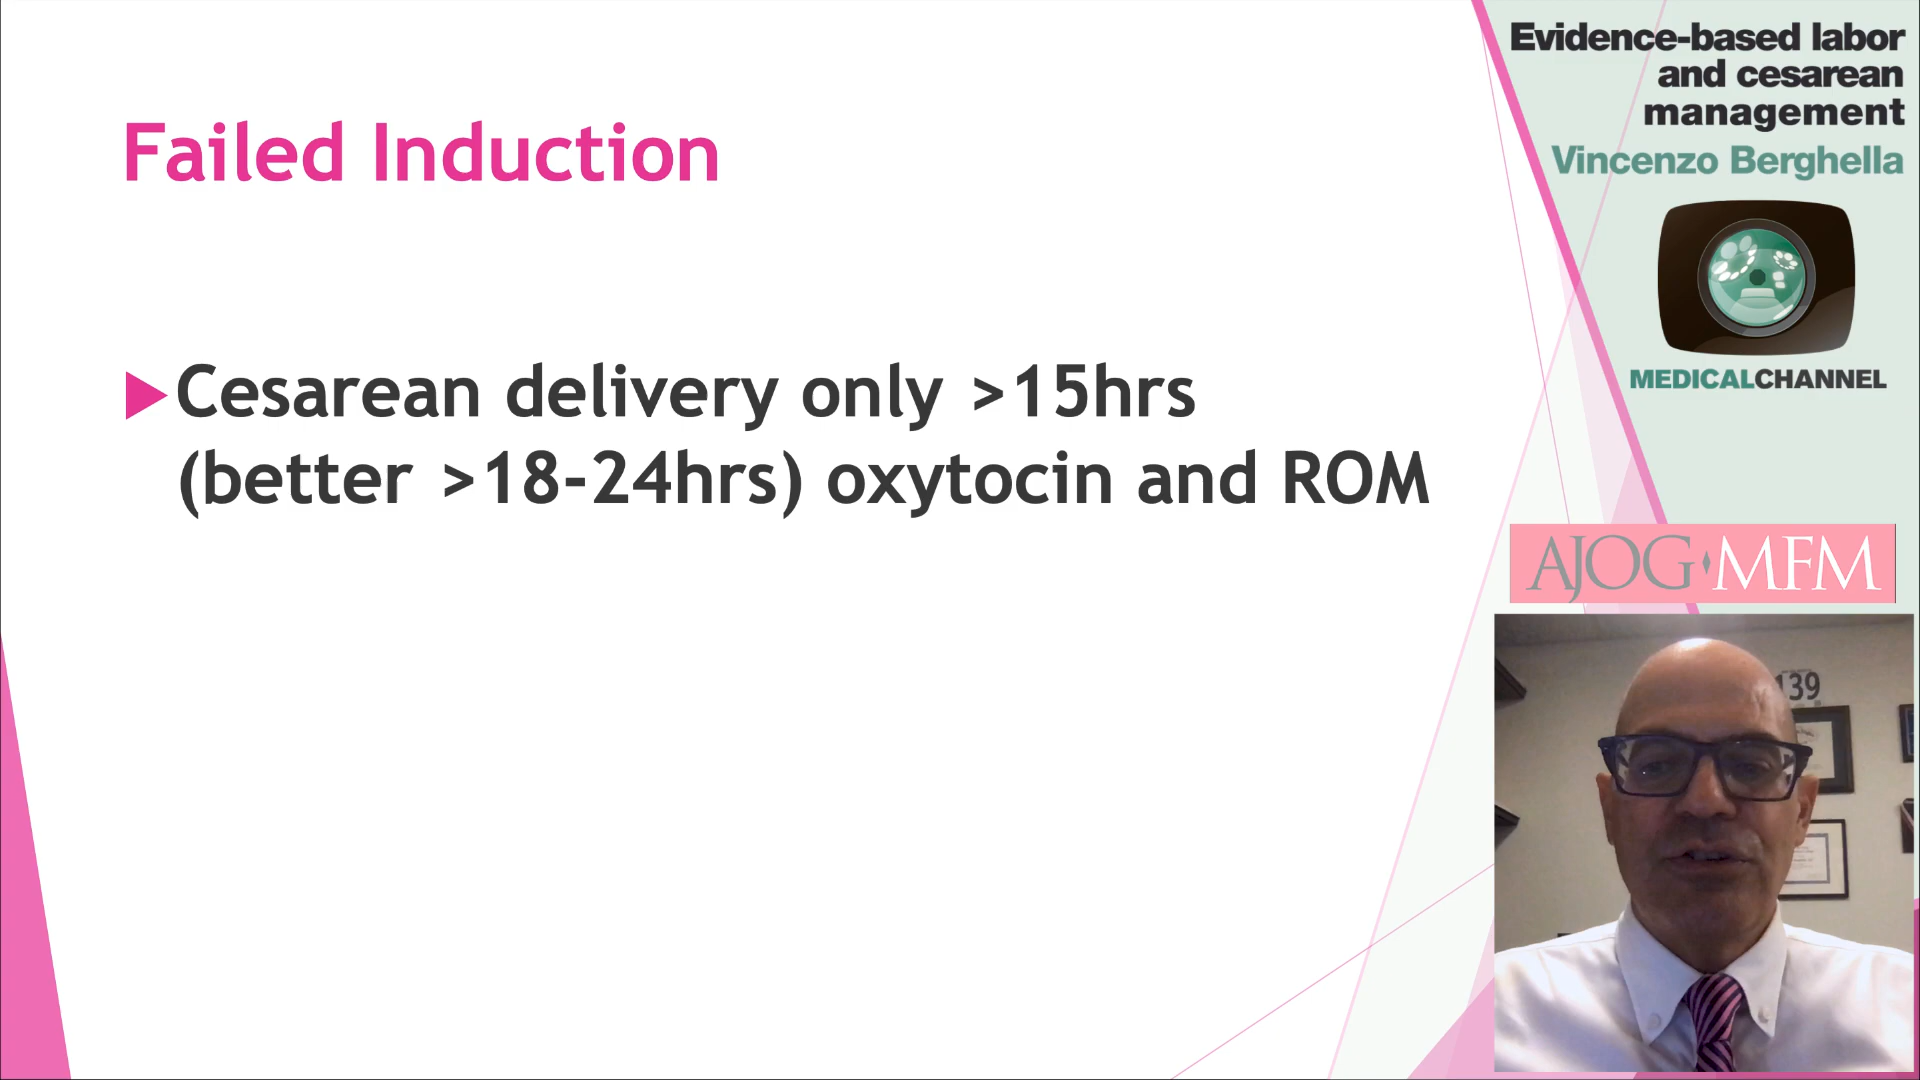 Failed Induction
Cesarean delivery only >15hrs
(better >18-24hrs) oxytocin and ROM
Evidence-based labor
and cesarean
management
Vincenzo Berghella
MEDICALCHANNEL
AJOG MFM
139